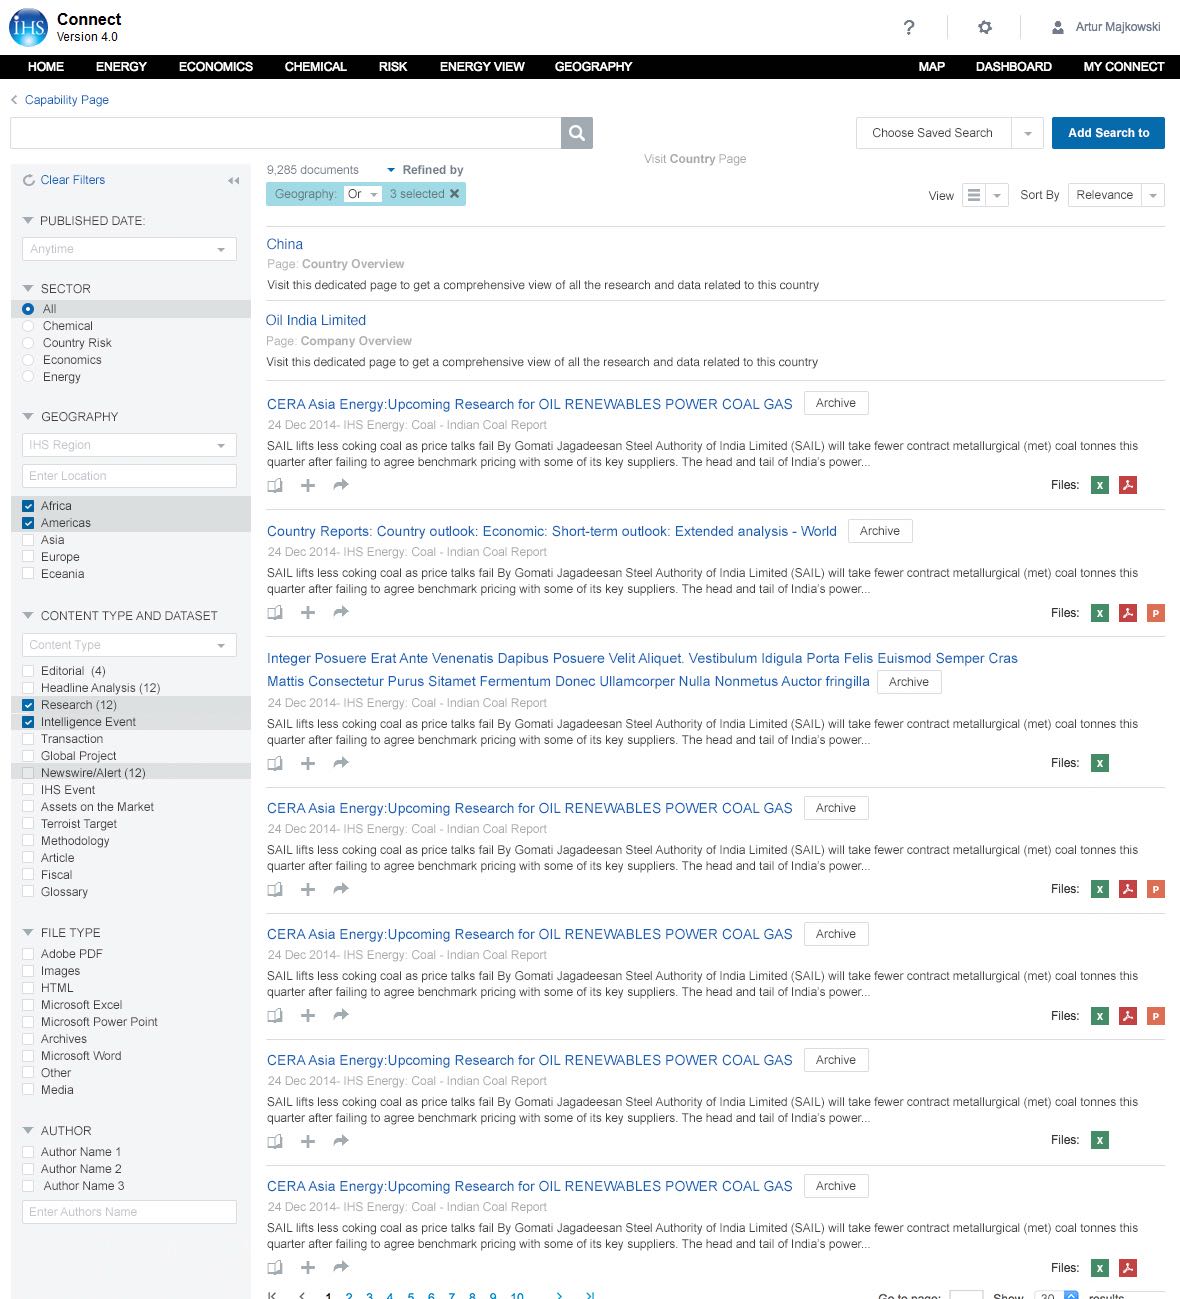 IHS Connect
Version 4.0
? Artur Majkowski
HOME ENERGY ECONOMICS CHEMICAL RISK ENERGY VIEW GEOGRAPHY MAP DASHBOARD MY CONNECT
Capability Page
Choose Saved Search Add Search to
Visit Country Page
Clear Filters
PUBLISHED DATE:
Anytime
SECTOR
All
Chemical
Country Risk
Economics
Energy
GEOGRAPHY
IHS Region
Enter Location
Africa
Americas
Asia
Europe
Eceania
CONTENT TYPE AND DATASET
Content Type
Editorial (4)
Headline Analysis (12)
Research (12)
Intelligence Event
Transaction
Global Project
Newswire/Alert (12)
IHS Event
Assets on the Market
Terroist Target
Methodology
Article
Fiscal
Glossary
FILE TYPE
Adobe PDF
Images
HTML
Microsoft Excel
Microsoft Power Point
Archives
Microsoft Word
Other
Media
AUTHOR
Author Name 1
Author Name 2
Author Name 3
Enter Authors Name
9,285 documents Refined by
Geography: Or 3 selected
View Sort By Relevance
China
Page: Country Overview
Visit this dedicated page to get a comprehensive view of all the research and data related to this country
Oil India Limited
Page: Company Overview
Visit this dedicated page to get a comprehensive view of all the research and data related to this country
CERA Asia Energy:Upcoming Research for OIL RENEWABLES POWER COAL GAS Archive
24 Dec 2014- IHS Energy: Coal - Indian Coal Report
SAIL lifts less coking coal as price talks fail By Gomati Jagadeesan Steel Authority of India Limited (SAIL) will take fewer contract metallurgical (met) coal tonnes this
quarter after failing to agree benchmark pricing with some of its key suppliers. The head and tail of India's power...
Files: X
Country Reports: Country outlook: Economic: Short-term outlook: Extended analysis - World Archive
24 Dec 2014- IHS Energy: Coal - Indian Coal Report
SAIL lifts less coking coal as price talks fail By Gomati Jagadeesan Steel Authority of India Limited (SAIL) will take fewer contract metallurgical (met) coal tonnes this
quarter after failing to agree benchmark pricing with some of its key suppliers. The head and tail of India's power...
Files: X P
Integer Posuere Erat Ante Venenatis Dapibus Posuere Velit Aliquet. Vestibulum Idigula Porta Felis Euismod Semper Cras
Mattis Consectetur Purus Sitamet Fermentum Donec Ullamcorper Nulla Nonmetus Auctor fringilla Archive
24 Dec 2014- IHS Energy: Coal - Indian Coal Report
SAIL lifts less coking coal as price talks fail By Gomati Jagadeesan Steel Authority of India Limited (SAIL) will take fewer contract metallurgical (met) coal tonnes this
quarter after failing to agree benchmark pricing with some of its key suppliers. The head and tail of India's power...
Files: X
CERA Asia Energy:Upcoming Research for OIL RENEWABLES POWER COAL GAS Archive
24 Dec 2014- IHS Energy: Coal - Indian Coal Report
SAIL lifts less coking coal as price talks fail By Gomati Jagadeesan Steel Authority of India Limited (SAIL) will take fewer contract metallurgical (met) coal tonnes this
quarter after failing to agree benchmark pricing with some of its key suppliers. The head and tail of India's power...
Files: X P
CERA Asia Energy:Upcoming Research for OIL RENEWABLES POWER COAL GAS Archive
24 Dec 2014- IHS Energy: Coal - Indian Coal Report
SAIL lifts less coking coal as price talks fail By Gomati Jagadeesan Steel Authority of India Limited (SAIL) will take fewer contract metallurgical (met) coal tonnes this
quarter after failing to agree benchmark pricing with some of its key suppliers. The head and tail of India's power...
Files: X P
CERA Asia Energy:Upcoming Research for OIL RENEWABLES POWER COAL GAS Archive
24 Dec 2014- IHS Energy: Coal - Indian Coal Report
SAIL lifts less coking coal as price talks fail By Gomati Jagadeesan Steel Authority of India Limited (SAIL) will take fewer contract metallurgical (met) coal tonnes this
quarter after failing to agree benchmark pricing with some of its key suppliers. The head and tail of India's power...
Files: X
CERA Asia Energy:Upcoming Research for OIL RENEWABLES POWER COAL GAS Archive
24 Dec 2014- IHS Energy: Coal - Indian Coal Report
SAIL lifts less coking coal as price talks fail By Gomati Jagadeesan Steel Authority of India Limited (SAIL) will take fewer contract metallurgical (met) coal tonnes this
quarter after failing to agree benchmark pricing with some of its key suppliers. The head and tail of India's power...
Files: X
1 2 3 4 5 6 7 8 9 10 Go to page: Show 30 results